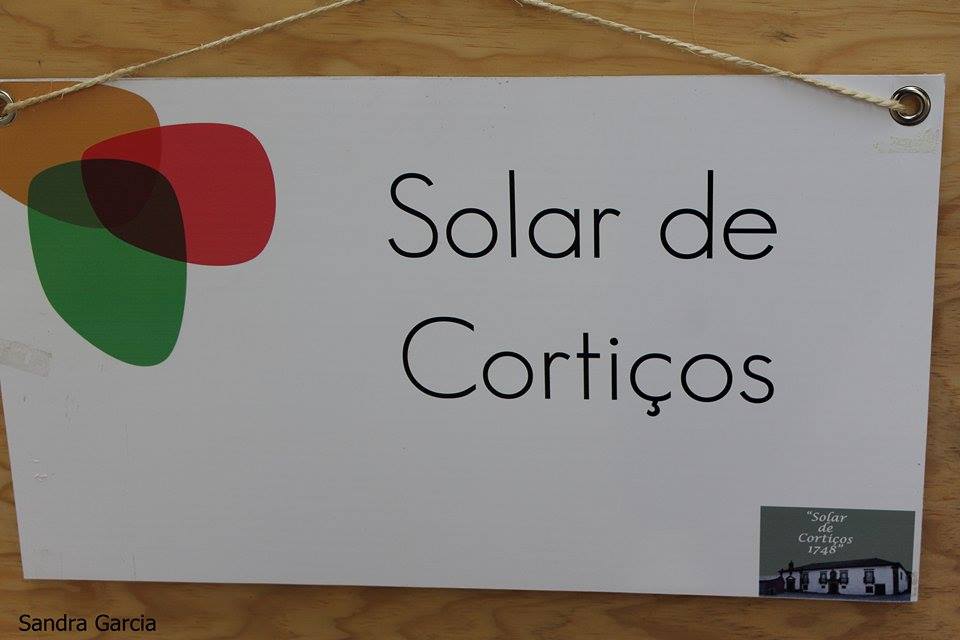 Solar de
Cortiços
"Solar
de
Cortiços
1748"
Sandra Garcia